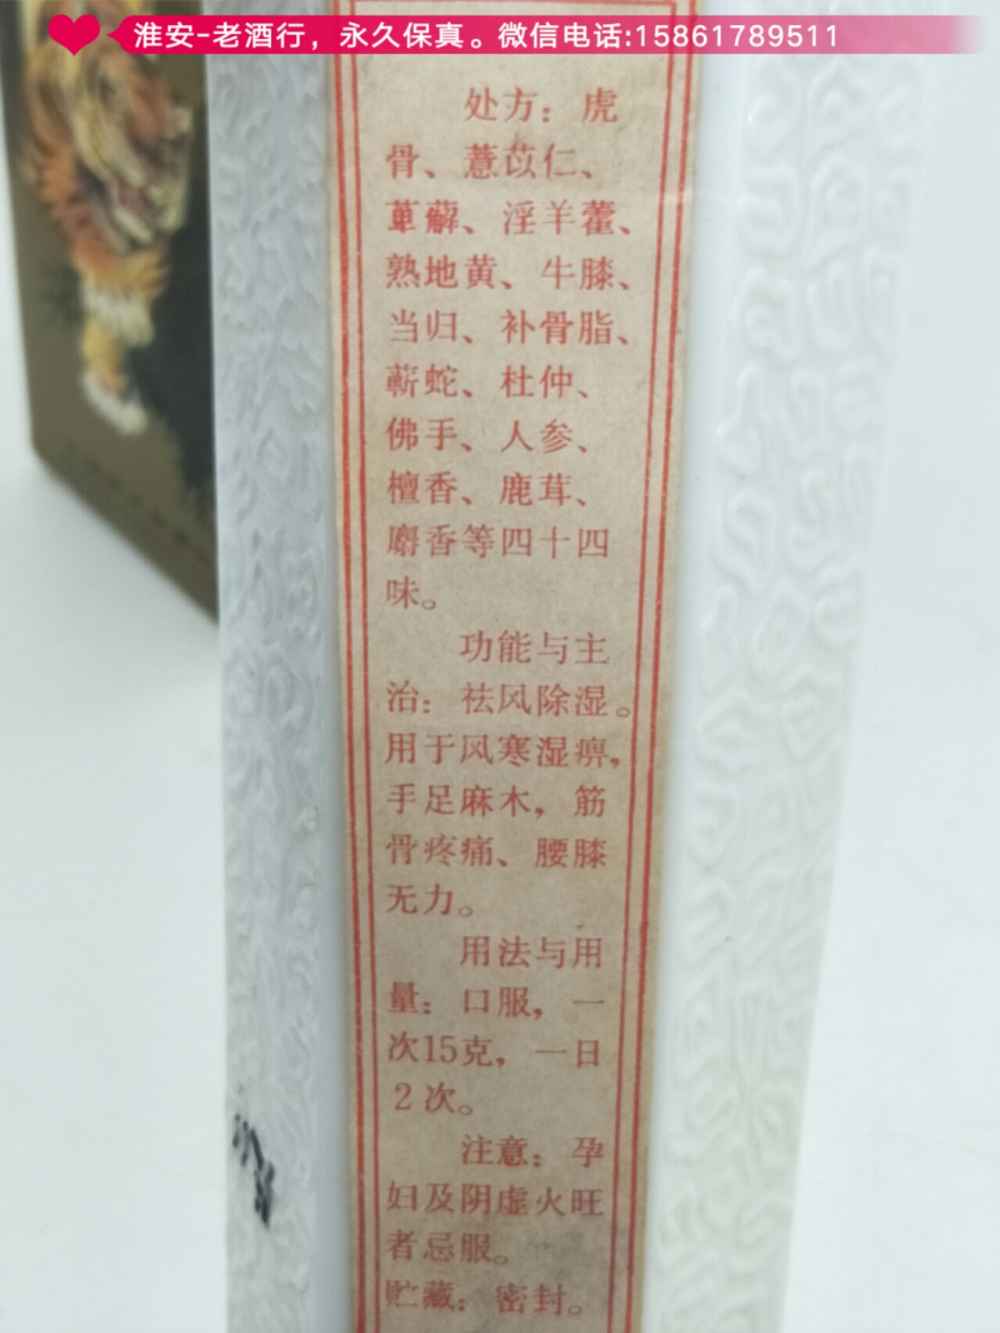 淮安-老酒行，永久保真。微信电话:15861789511
处方：虎
骨、薏苡仁、
萆薢、淫羊藿、
熟地黄、牛膝、
当归、补骨脂、
蕲蛇、杜仲、
佛手、人参、
檀香、鹿茸、
麝香等四十四
味。
功能与主
治：祛风除湿。
用于风寒湿痹，
手足麻木，筋
骨疼痛、腰膝
无力。
用法与用
量：口服，一
次15克，一日
2次。
注意：孕
妇及阴虚火旺
者忌服。
贮藏：密封。